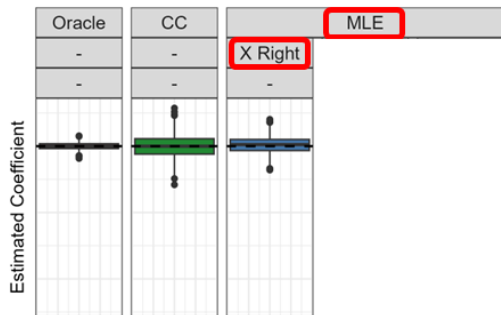 Oracle
CC
MLE
-
-
X Right
-
-
-
Estimated Coefficient